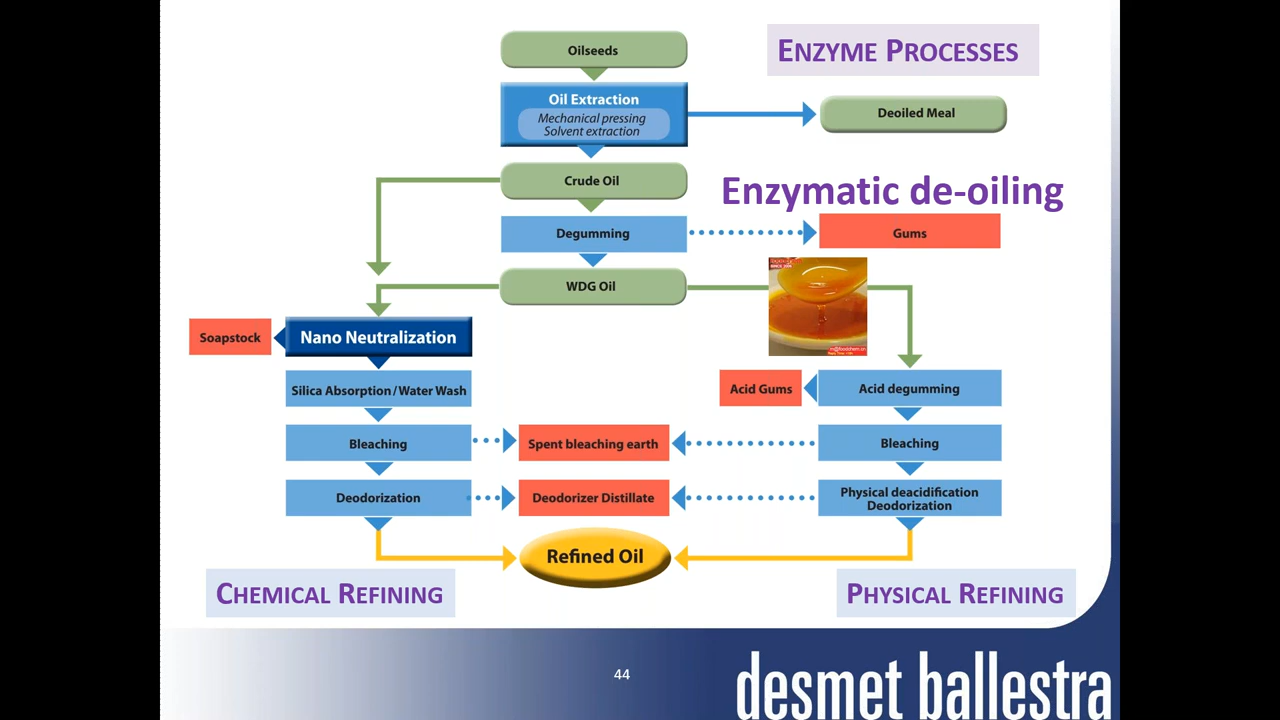 Oilseeds
ENZYME PROCESSES
Oil Extraction
Mechanical pressing
Solvent extraction
Deoiled Meal
Crude Oil
Enzymatic de-oiling
Degumming
Gums
WDG Oil
Soapstock
Nano Neutralization
Silica Absorption/Water Wash
Acid Gums
Acid degumming
Bleaching
Spent bleaching earth
Bleaching
Deodorization
Deodorizer Distillate
Physical deacidification
Deodorization
Refined Oil
CHEMICAL REFINING
PHYSICAL REFINING
44
desmet ballestra